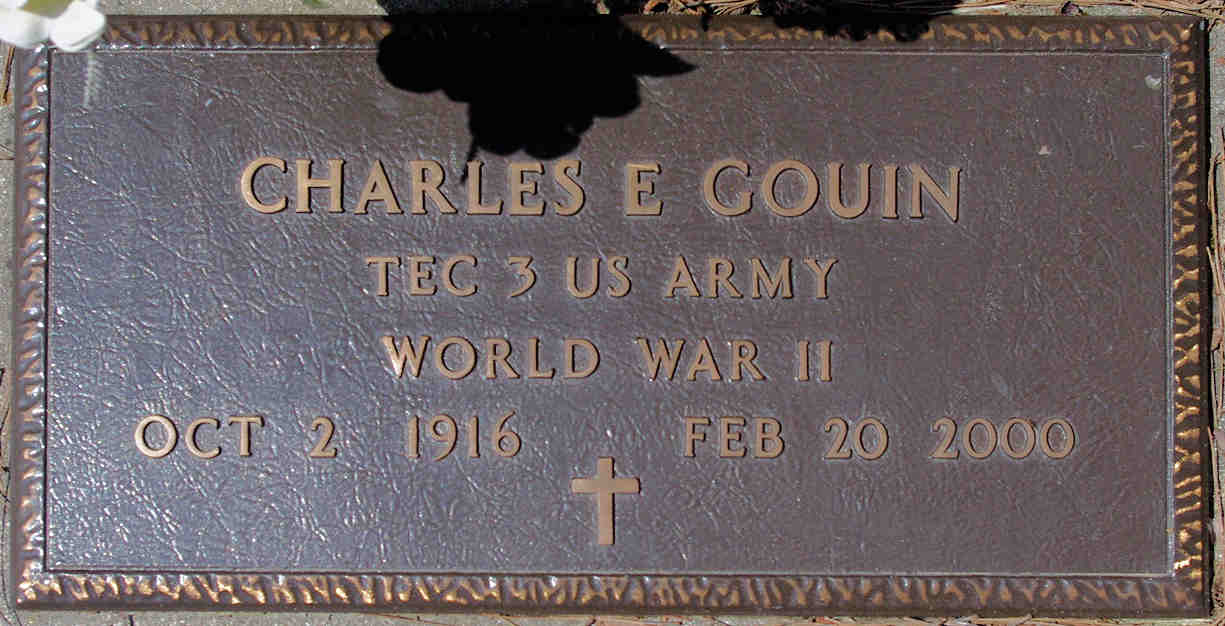 CHARLES E GOUIN
TEC 3 US ARMY
WORLD WAR II
OCT 2 1916 FEB 20 2000